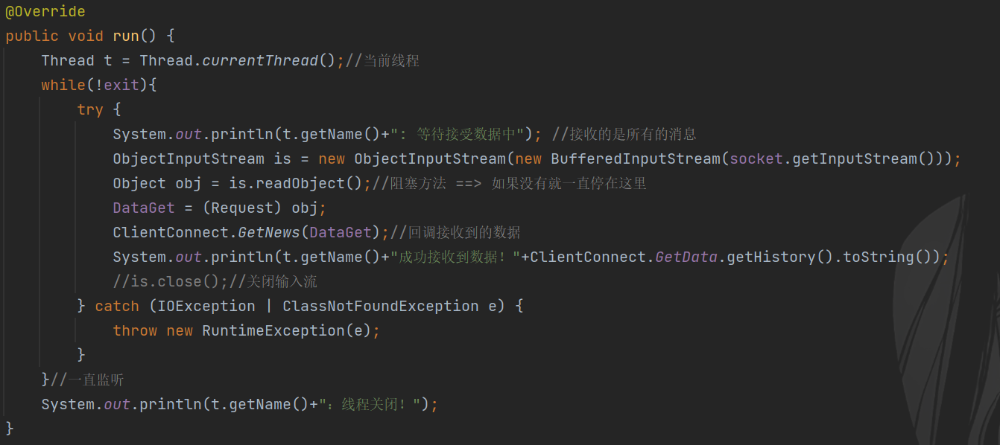 @Override
public void run() {
    Thread t = Thread.currentThread();//当前线程
    while(!exit){
        try {
            System.out.println(t.getName()+": 等待接受数据中"); //接收的是所有的消息
            ObjectInputStream is = new ObjectInputStream(new BufferedInputStream(socket.getInputStream()));
            Object obj = is.readObject();//阻塞方法 ==> 如果没有就一直停在这里
            DataGet = (Request) obj;
            ClientConnect.GetNews(DataGet);//回调接收到的数据
            System.out.println(t.getName()+"成功接收到数据！"+ClientConnect.GetData.getHistory().toString());
            //is.close();//关闭输入流
        } catch (IOException | ClassNotFoundException e) {
            throw new RuntimeException(e);
        }
    }//一直监听
    System.out.println(t.getName()+"：线程关闭！");
}